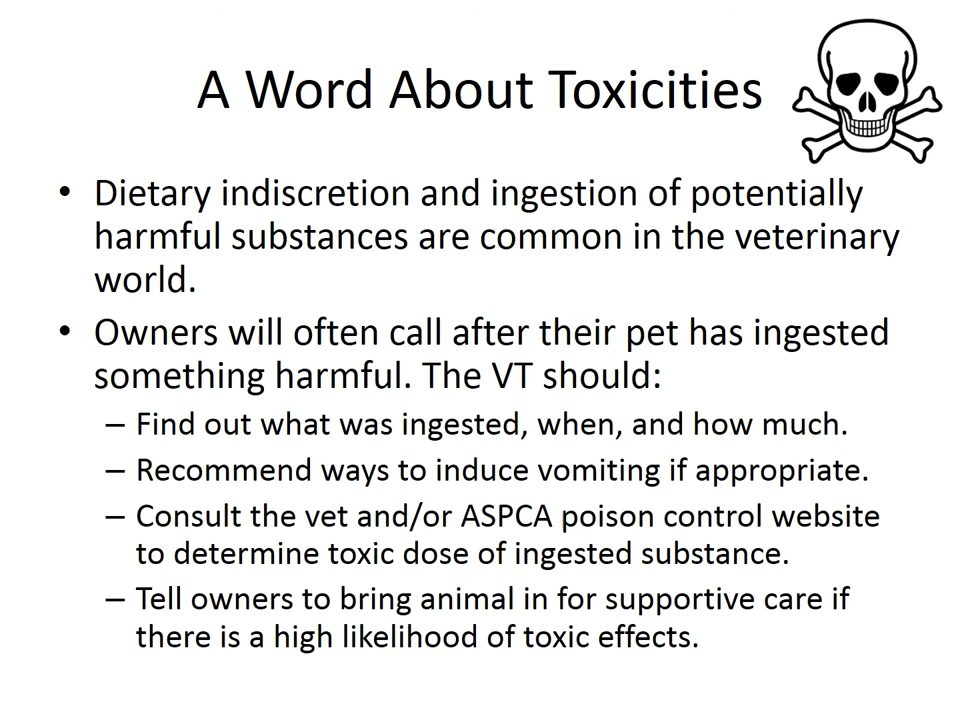 A Word About Toxicities
• Dietary indiscretion and ingestion of potentially
harmful substances are common in the veterinary
world.
• Owners will often call after their pet has ingested
something harmful. The VT should:
– Find out what was ingested, when, and how much.
– Recommend ways to induce vomiting if appropriate.
– Consult the vet and/or ASPCA poison control website
to determine toxic dose of ingested substance.
– Tell owners to bring animal in for supportive care if
there is a high likelihood of toxic effects.